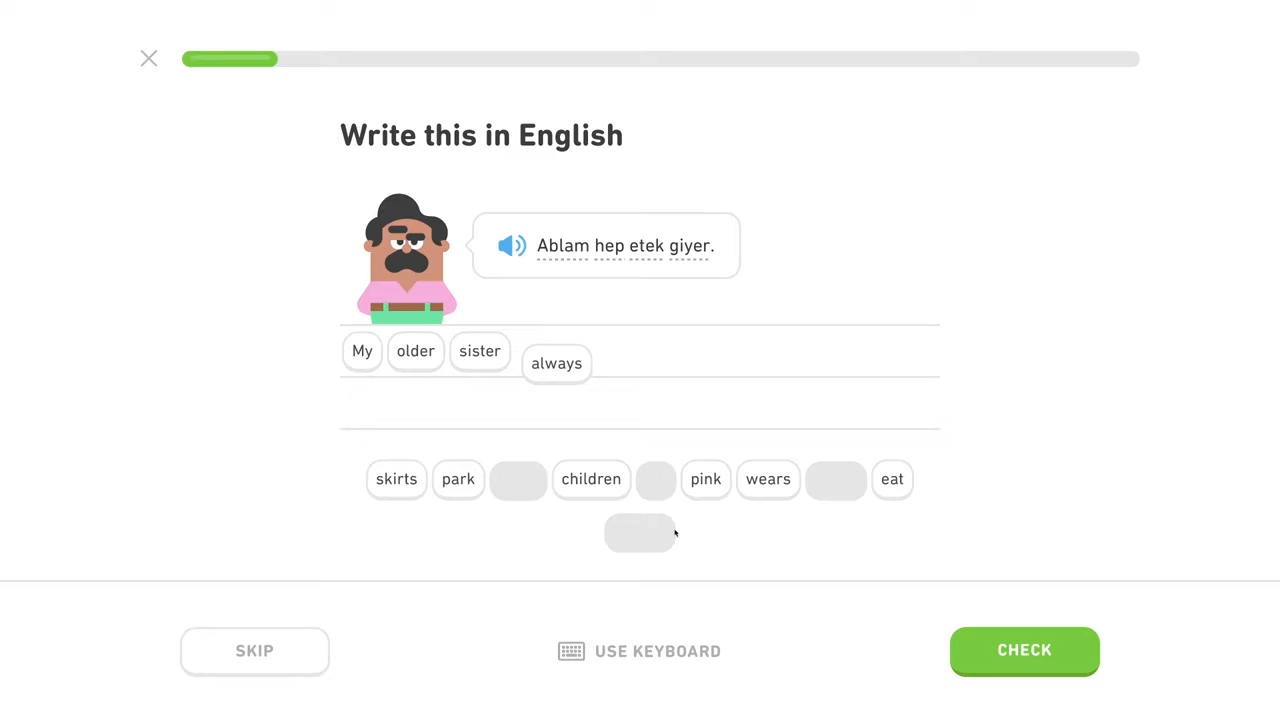 Write this in English
Ablam hep etek giyer.
My older sister always
skirts park children pink wears eat
SKIP USE KEYBOARD CHECK